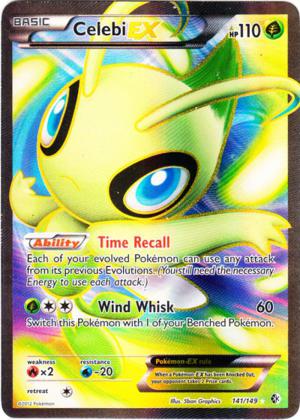 BASIC
Celebi EX HP 110
Ability Time Recall
Each of your evolved Pokémon can use any attack
from its previous Evolutions. (You still need the necessary
Energy to use each attack.)
Wind Whisk 60
Switch this Pokémon with 1 of your Benched Pokémon.
weakness resistance
×2 -20
retreat
Pokémon-EX rule
When a Pokémon-EX has been Knocked Out,
your opponent takes 2 Prize cards.
©2012 Pokémon Illus. 5ban Graphics 141/149